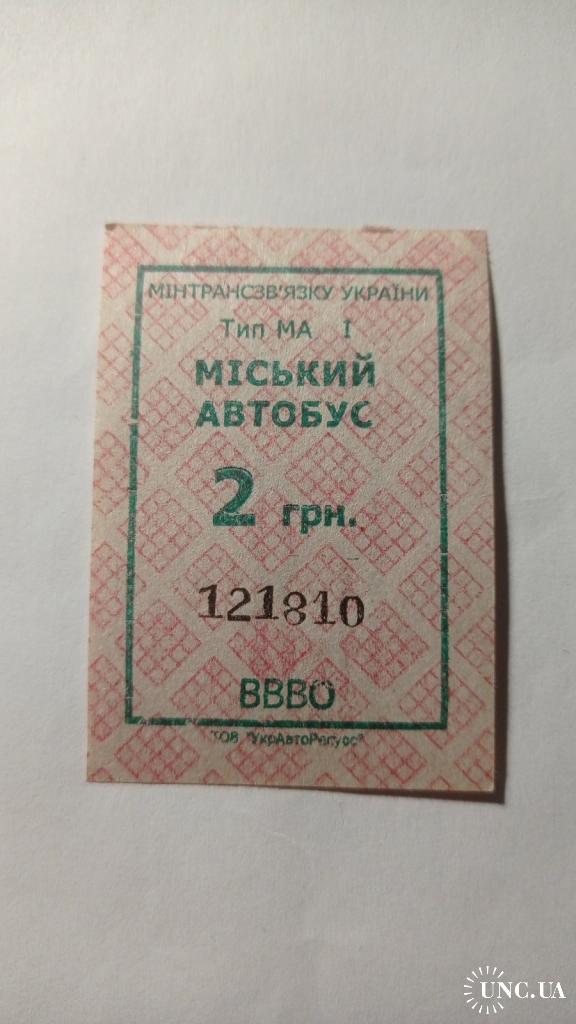 МІНТРАНСЗВ'ЯЗКУ УКРАЇНИ
Тип МА І
МІСЬКИЙ
АВТОБУС
2 грн.
121810
ВВВО
ТОВ "УкрАвтоРесурс"
UNC.UA